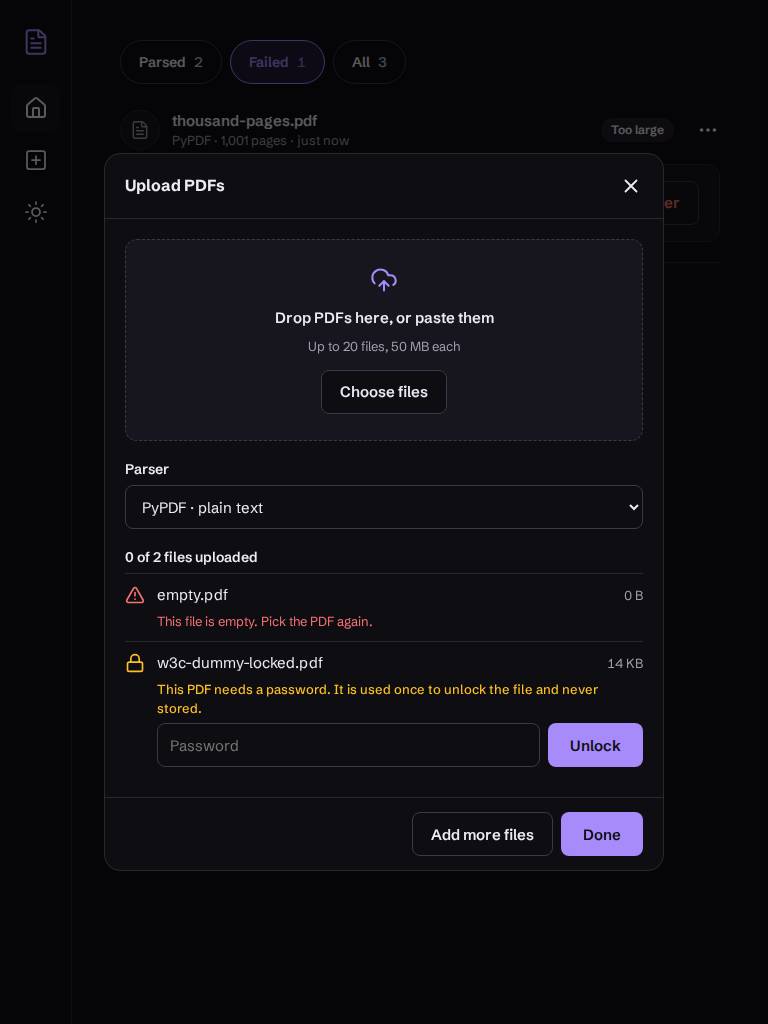 Parsed 2
Failed 1
All 3
thousand-pages.pdf
PyPDF · 1,001 pages · just now
Too large
er
Upload PDFs
Drop PDFs here, or paste them
Up to 20 files, 50 MB each
Choose files
Parser
PyPDF · plain text
0 of 2 files uploaded
empty.pdf
0 B
This file is empty. Pick the PDF again.
w3c-dummy-locked.pdf
14 KB
This PDF needs a password. It is used once to unlock the file and never
stored.
Password
Unlock
Add more files
Done